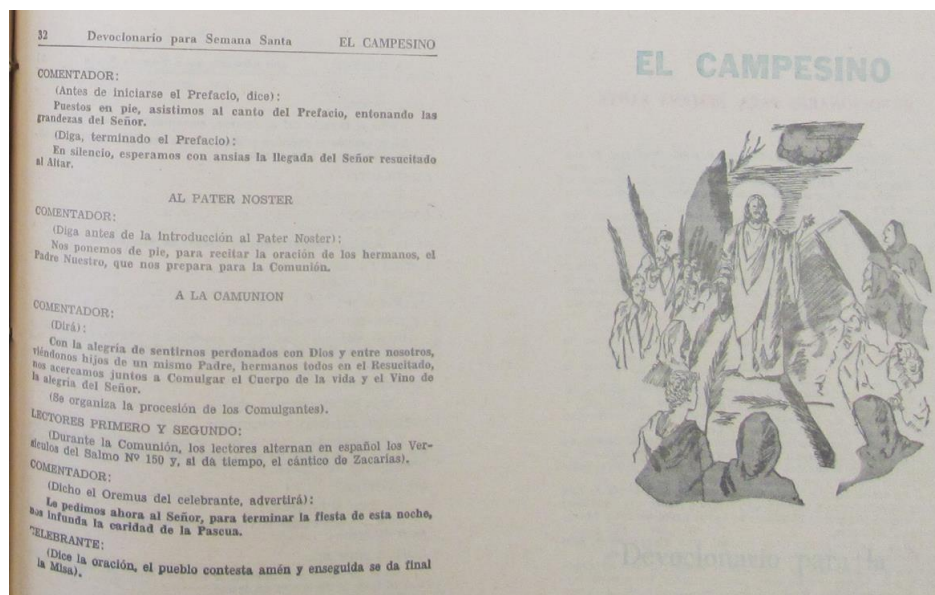 32 Devocionario para Semana Santa EL CAMPESINO
COMENTADOR:
(Antes de iniciarse el Prefacio, dice):
Puestos en pie, asistimos al canto del Prefacio, entonando las
grandezas del Señor.
(Diga, terminado el Prefacio):
En silencio, esperamos con ansias la llegada del Señor resucitado
al Altar.
AL PATER NOSTER
COMENTADOR:
(Diga antes de la introducción al Pater Noster):
Nos ponemos de pie, para recitar la oración de los hermanos, el
Padre Nuestro, que nos prepara para la Comunión.
A LA CAMUNION
COMENTADOR:
(Dirá):
Con la alegría de sentirnos perdonados con Dios y entre nosotros,
riéndonos hijos de un mismo Padre, hermanos todos en el Resucitado,
nos acercamos juntos a Comulgar el Cuerpo de la vida y el Vino de
la alegría del Señor.
(Se organiza la procesión de los Comulgantes).
LECTORES PRIMERO Y SEGUNDO:
(Durante la Comunión, los lectores alternan en español los Ver-
sículos del Salmo Nº 150 y, si da tiempo, el cántico de Zacarías).
COMENTADOR:
(Dicho el Oremus del celebrante, advertirá):
Le pedimos ahora al Señor, para terminar la fiesta de esta noche,
nos infunda la caridad de la Pascua.
CELEBRANTE:
(Dice la oración, el pueblo contesta amén y enseguida se da final
la Misa).
EL CAMPESINO
Devocionario para la